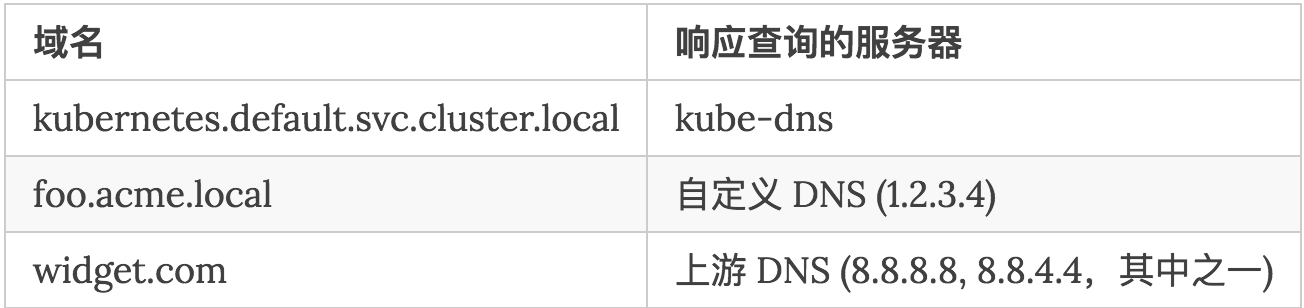 域名 响应查询的服务器
kubernetes.default.svc.cluster.local kube-dns
foo.acme.local 自定义 DNS (1.2.3.4)
widget.com 上游 DNS (8.8.8.8, 8.8.4.4，其中之一)